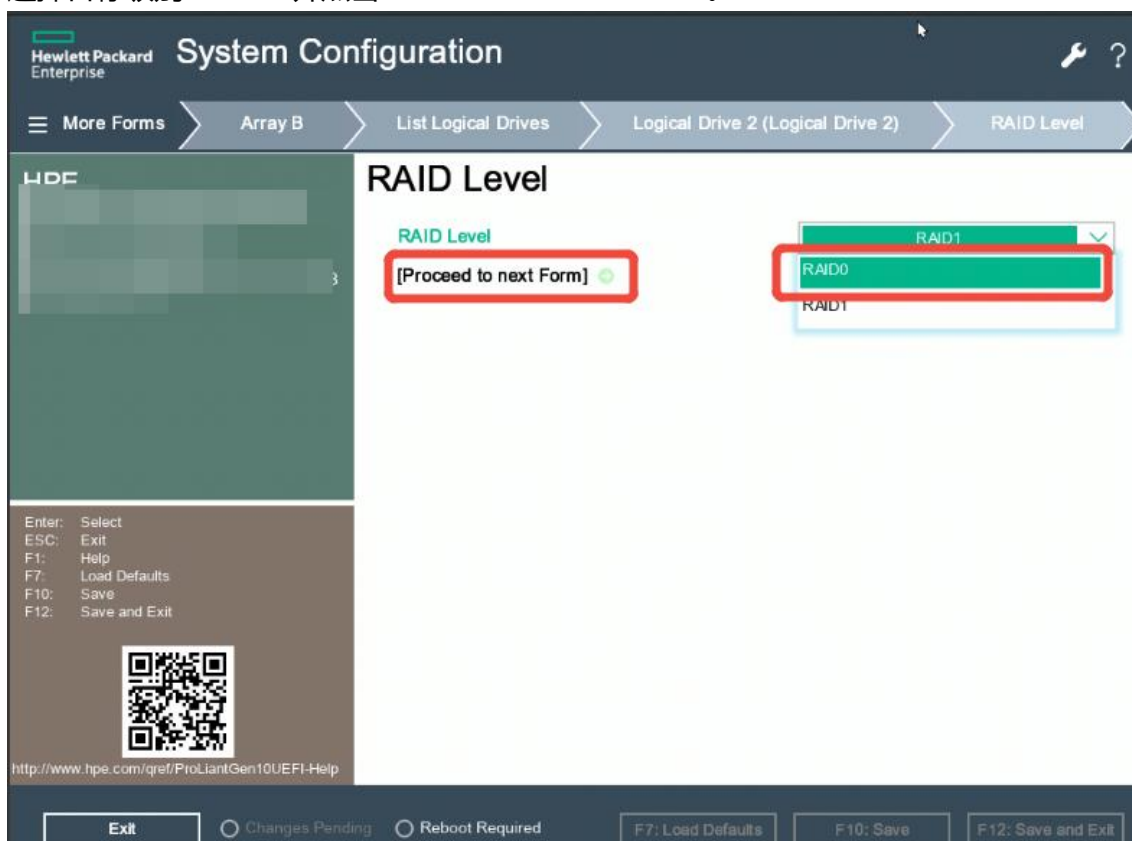 Hewlett Packard
Enterprise
System Configuration
?
More Forms
Array B
List Logical Drives
Logical Drive 2 (Logical Drive 2)
RAID Level
HPE
RAID Level
RAID Level
RAID1
[Proceed to next Form]
RAID0
RAID1
Enter: Select
ESC: Exit
F1: Help
F7: Load Defaults
F10: Save
F12: Save and Exit
http://www.hpe.com/qref/ProLiantGen10UEFI-Help
Exit
Changes Pending
Reboot Required
F7: Load Defaults
F10: Save
F12: Save and Exit